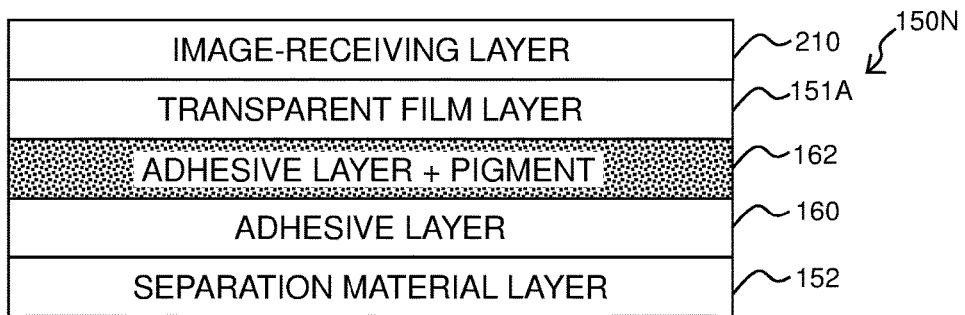 150N
IMAGE-RECEIVING LAYER 210
TRANSPARENT FILM LAYER 151A
ADHESIVE LAYER + PIGMENT 162
ADHESIVE LAYER 160
SEPARATION MATERIAL LAYER 152